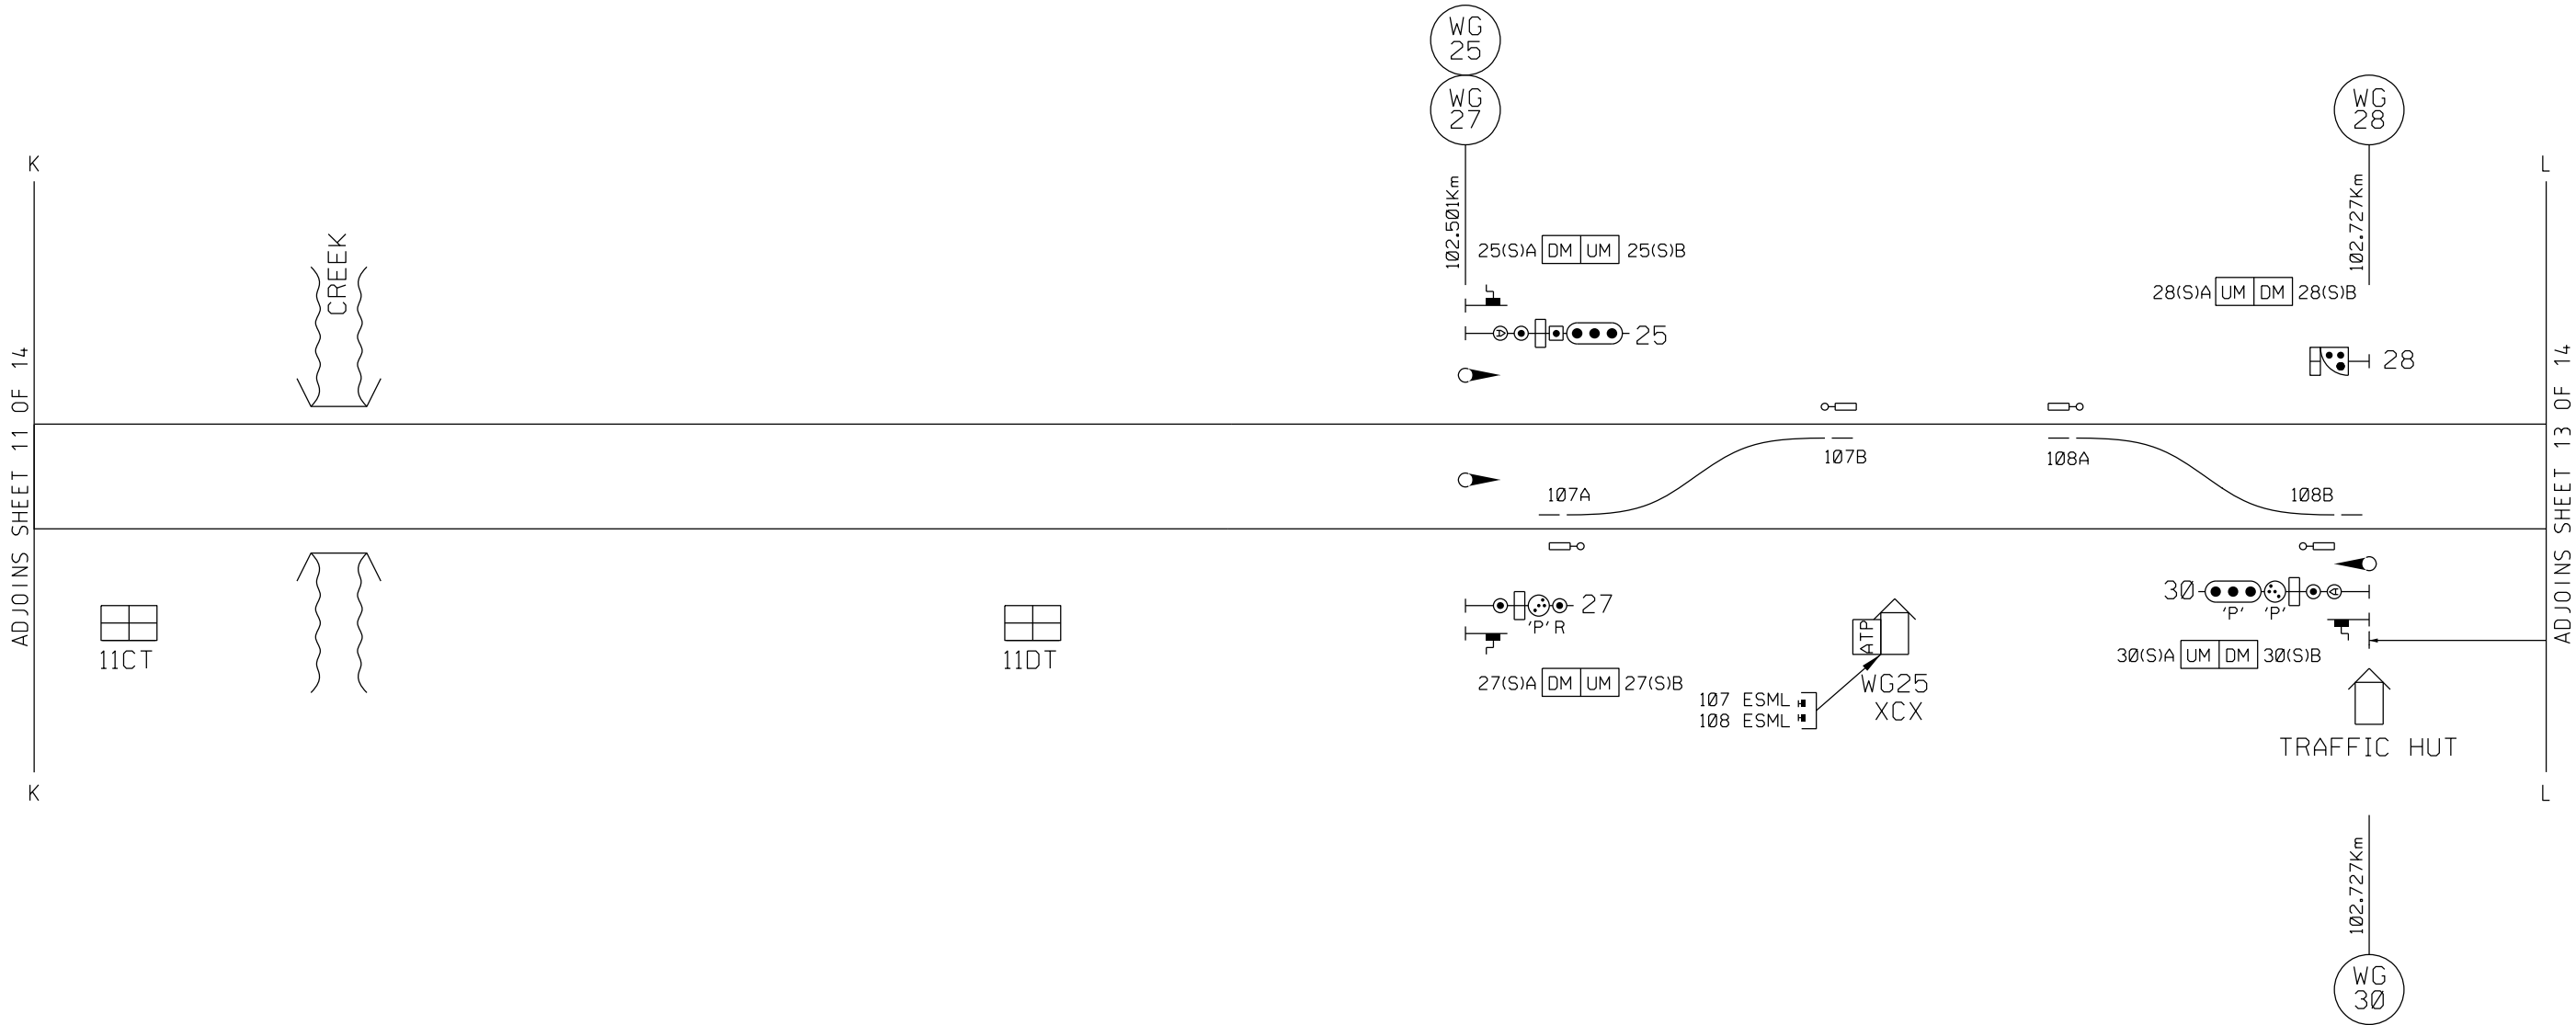 WG
25
WG
27
WG
28
K
L
102.501Km
102.727Km
CREEK
25(S)A DM UM 25(S)B
28(S)A UM DM 28(S)B
25
28
ADJOINS SHEET 11 OF 14
ADJOINS SHEET 13 OF 14
107B
108A
107A
108B
11CT
11DT
27
'P' R
ATP
30
'P' 'P'
A
A
27(S)A DM UM 27(S)B
30(S)A UM DM 30(S)B
WG25
XCX
107 ESML
108 ESML
TRAFFIC HUT
K
L
102.727Km
WG
30